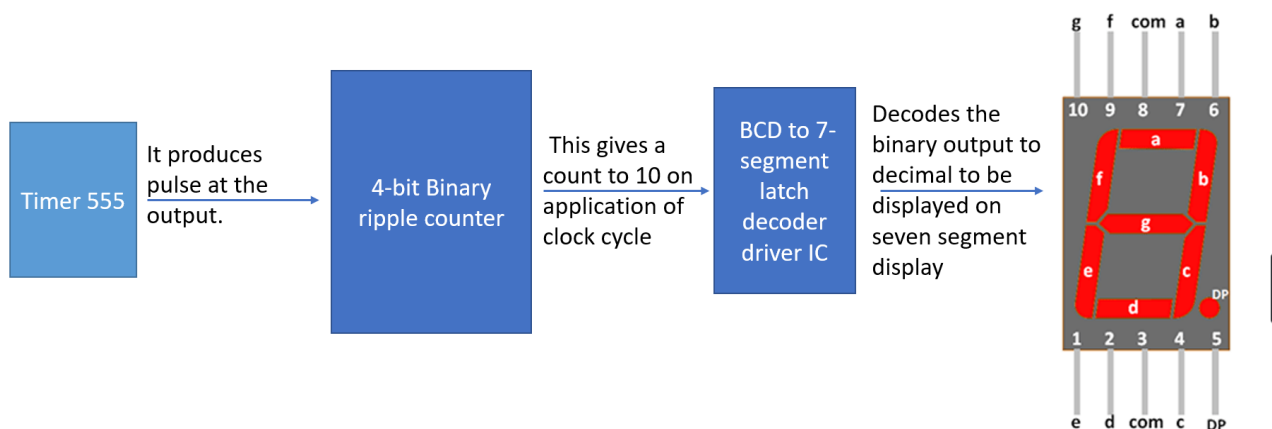 Timer 555
It produces
pulse at the
output.
4-bit Binary
ripple counter
This gives a
count to 10 on
application of
clock cycle
BCD to 7-
segment
latch
decoder
driver IC
Decodes the
binary output to
decimal to be
displayed on
seven segment
display
g f com a b
10 9 8 7 6
a
f b
g
e c
d
DP
1 2 3 4 5
e d com c DP